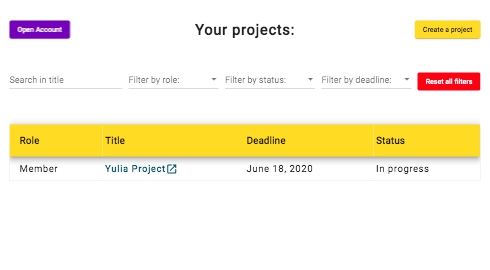 Open Account
Your projects:
Create a project
Search in title
Filter by role:
Filter by status:
Filter by deadline:
Reset all filters
Role Title Deadline Status
Member Yulia Project June 18, 2020 In progress